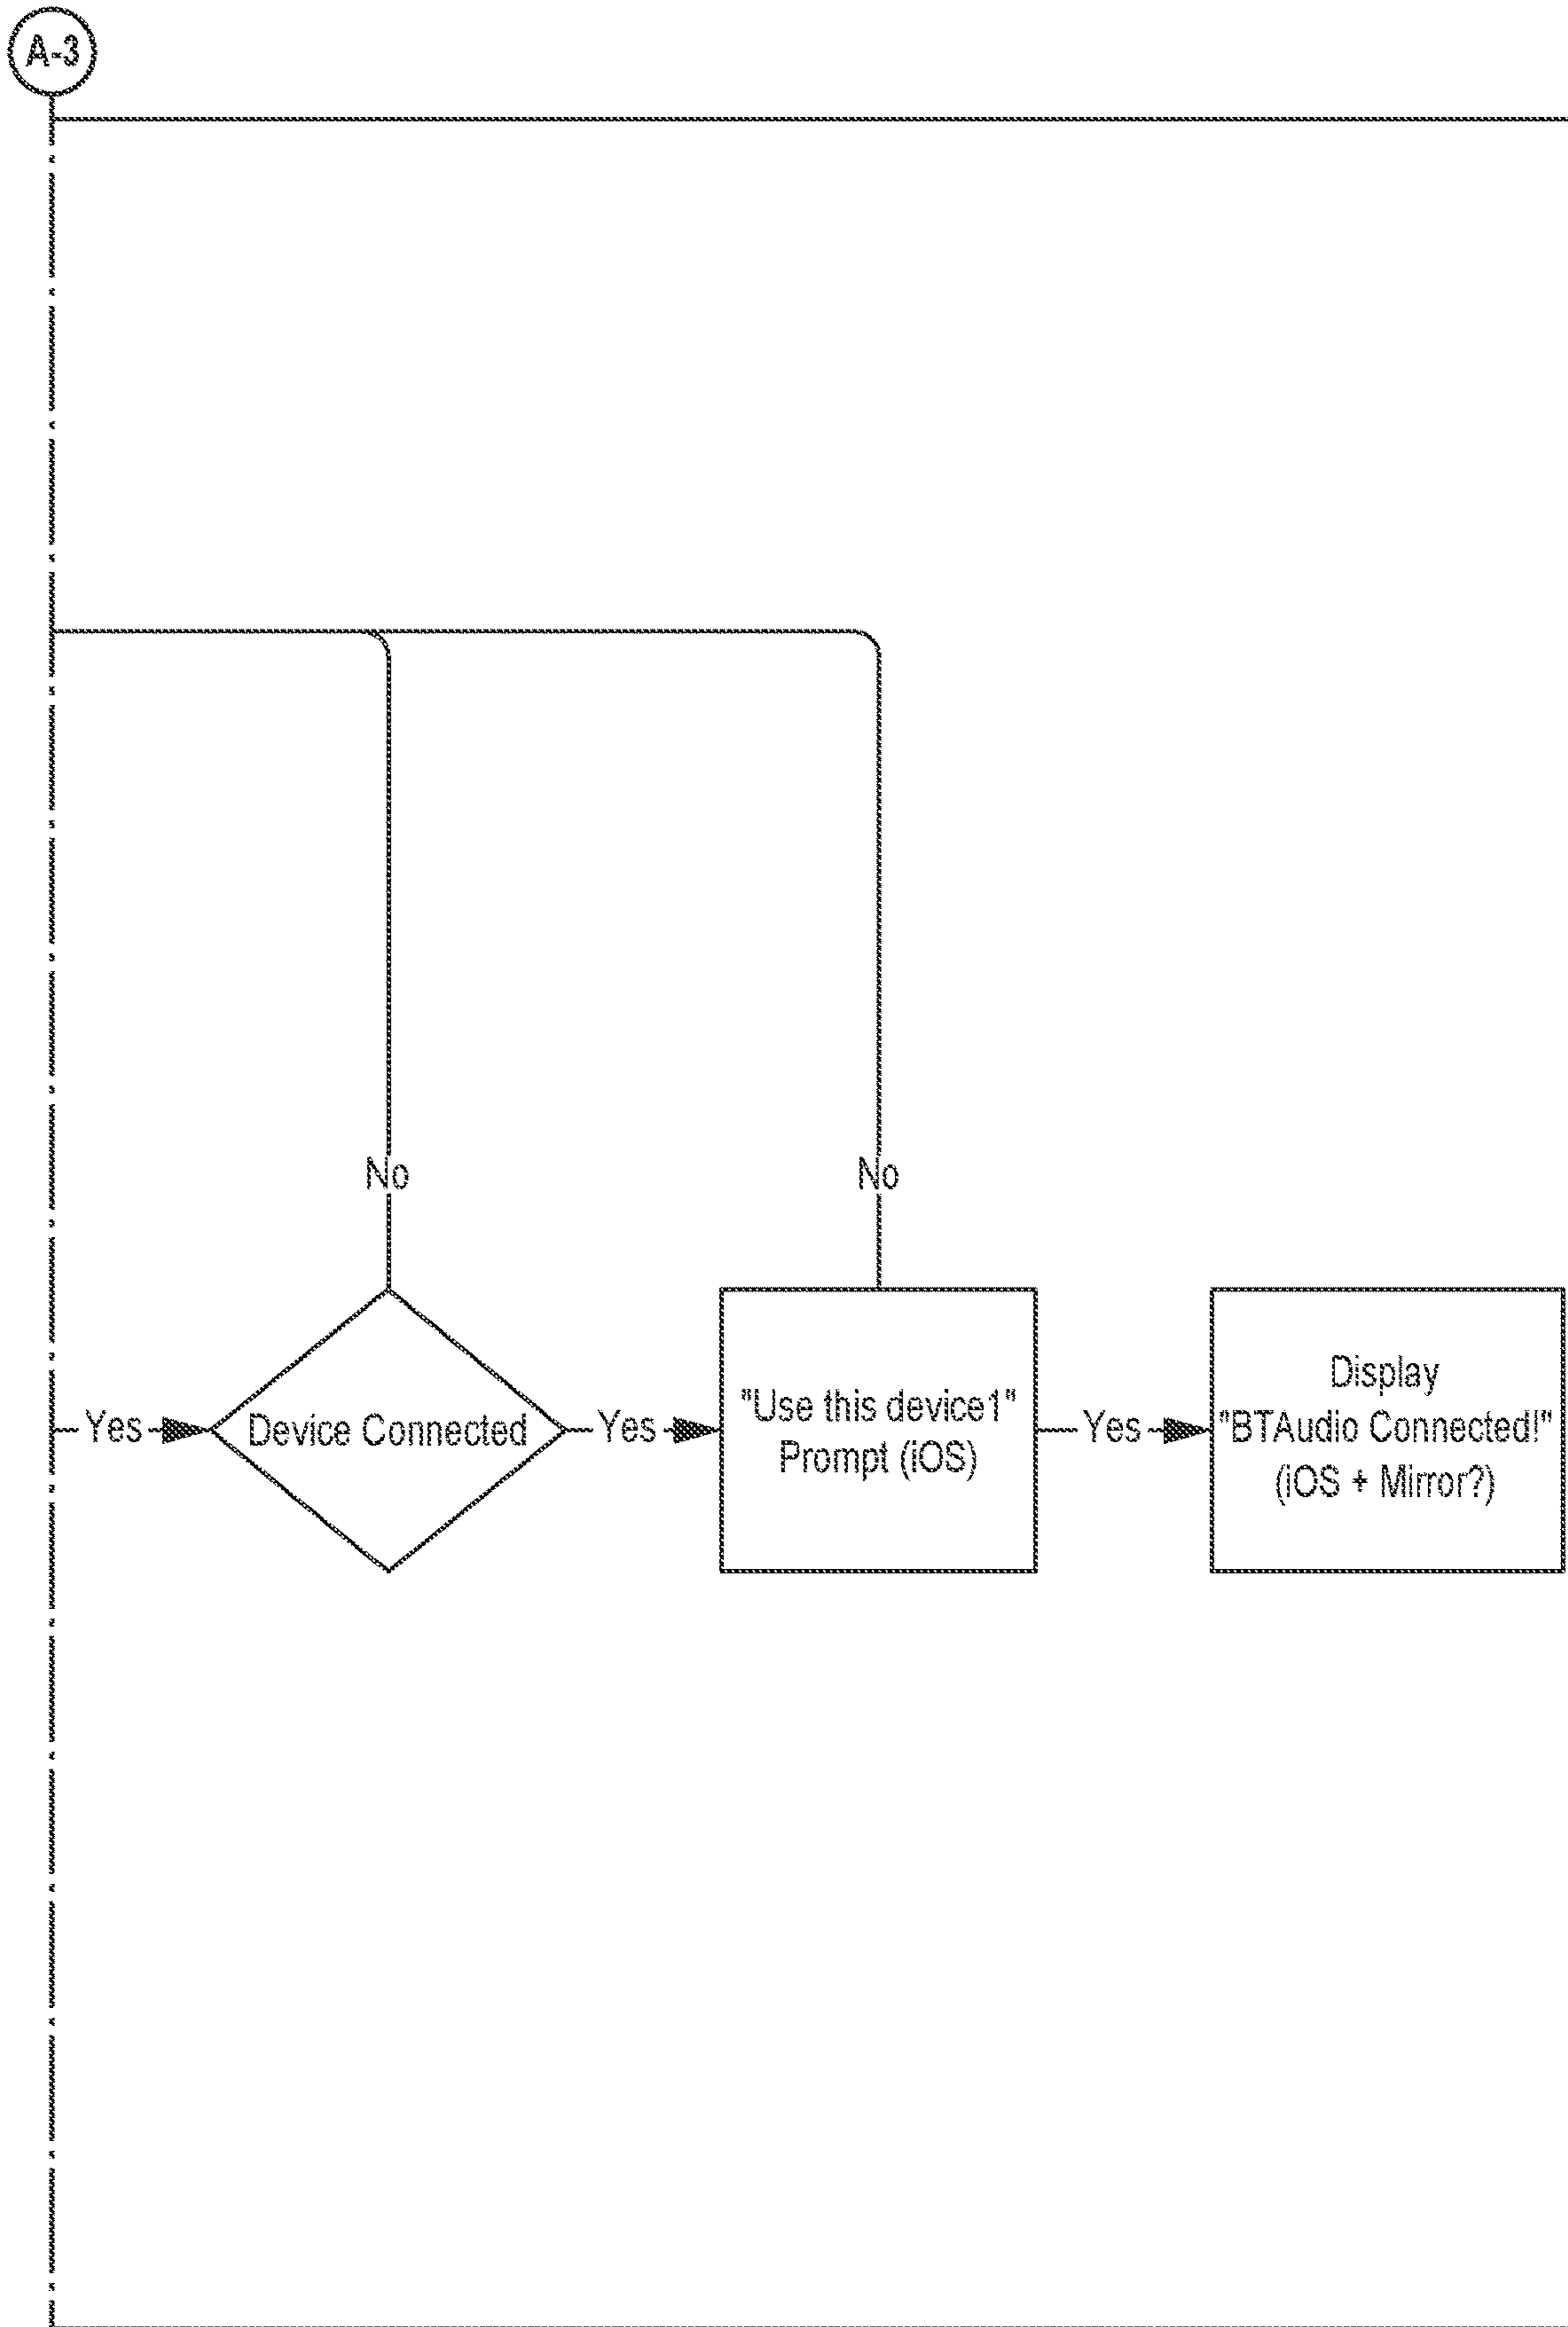 A-3
No
No
Yes
Device Connected
Yes
"Use this device1"
Prompt (iOS)
Yes
Display
"BTAudio Connected!"
(iOS + Mirror?)